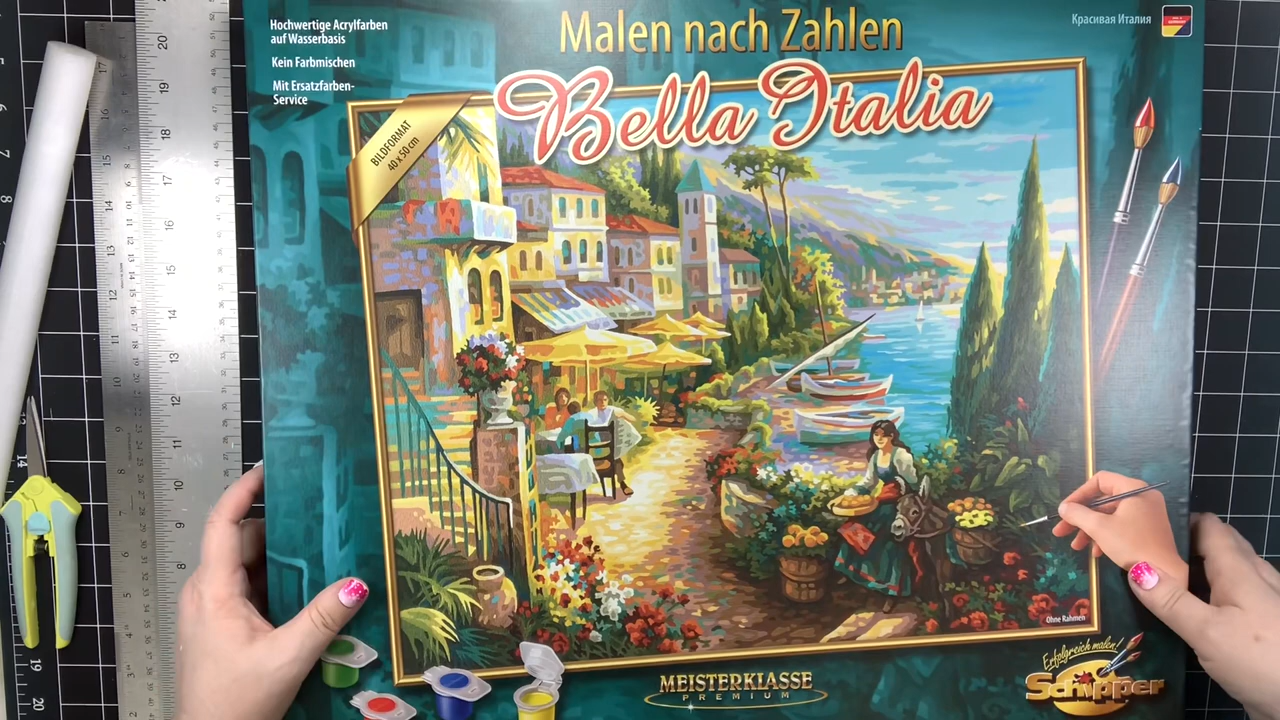 Hochwertige Acrylfarben
auf Wasserbasis
Kein Farbmischen
Mit Ersatzfarben-
Service
Malen nach Zahlen
Красивая Италия
Bella Italia
BILDFORMAT
40 x 50 cm
Ohne Rahmen
MEISTERKLASSE
PREMIUM
Erfolgreich malen!
Schipper